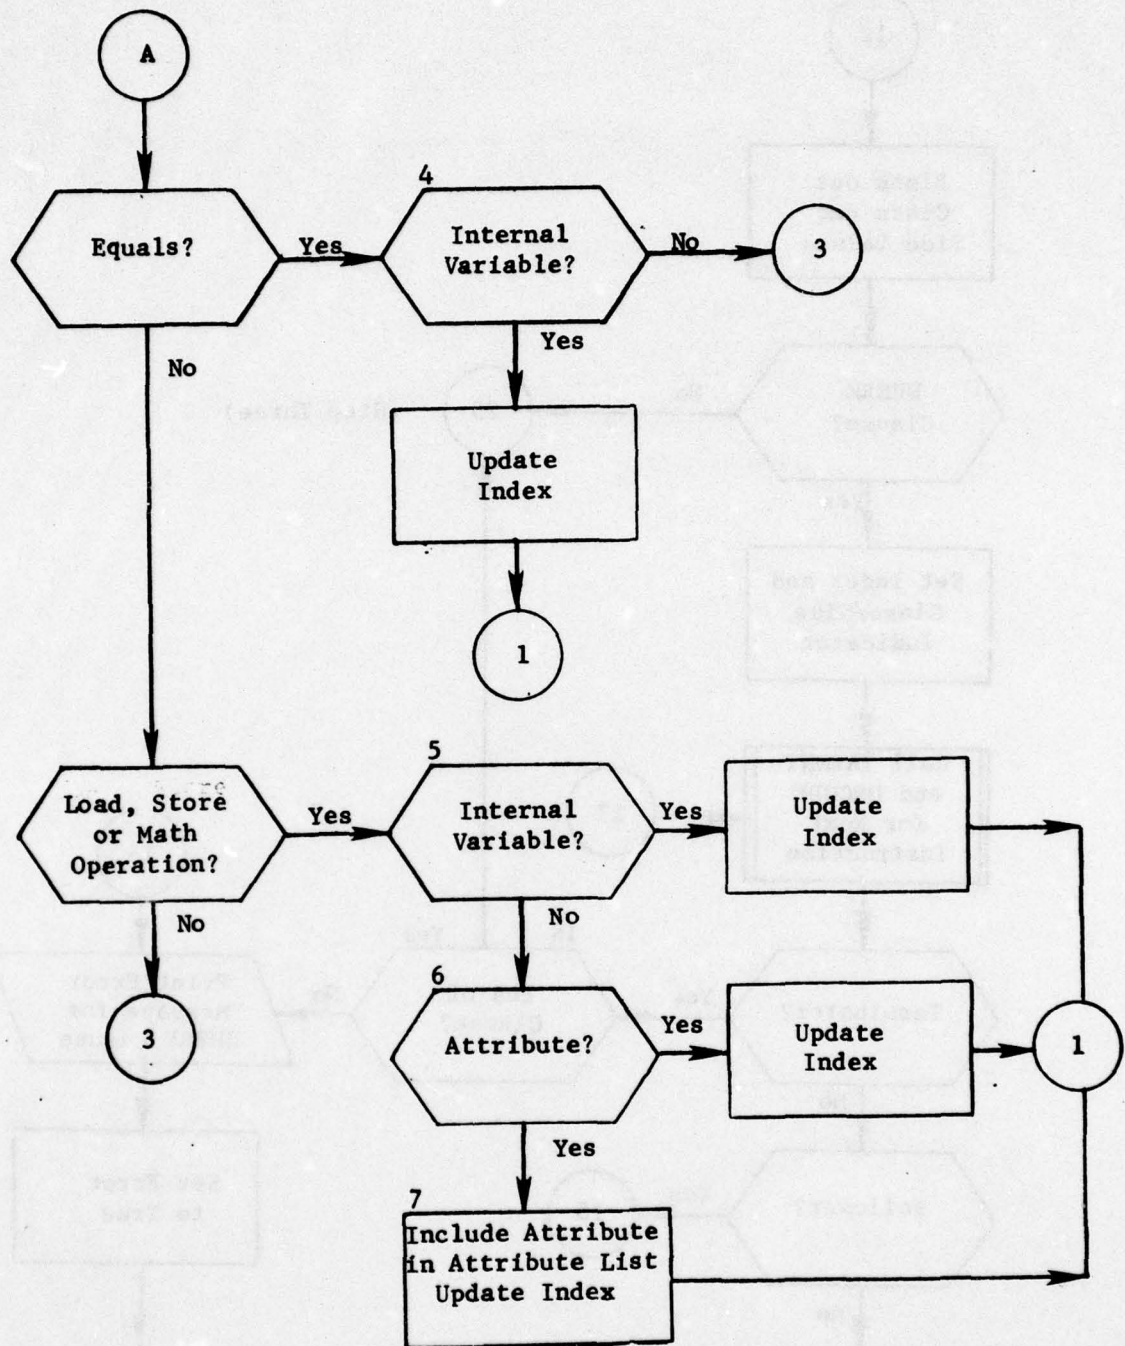 A
Equals?
Yes
4
Internal
Variable?
No
3
No
Yes
Update
Index
1
Load, Store
or Math
Operation?
Yes
5
Internal
Variable?
Yes
Update
Index
No
3
No
6
Attribute?
Yes
Update
Index
1
Yes
7
Include Attribute
in Attribute List
Update Index